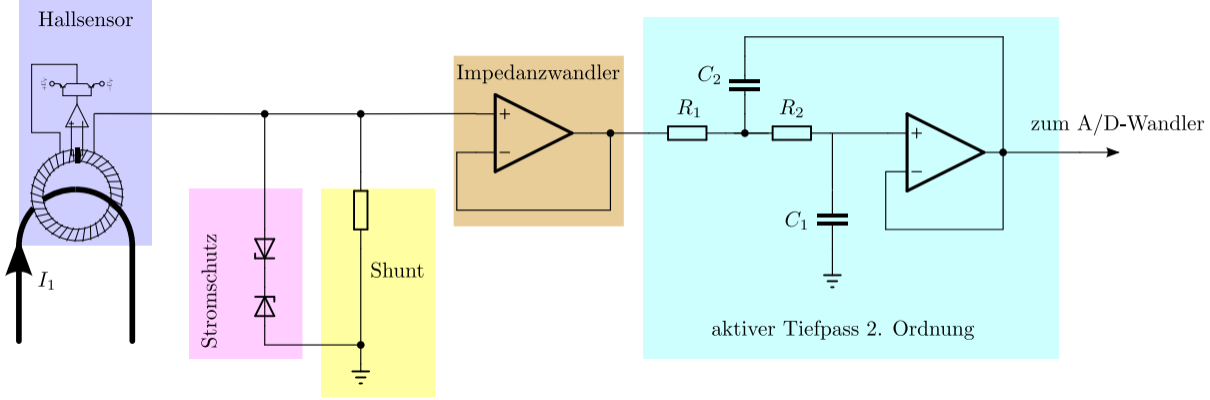 Hallsensor
Impedanzwandler
C₂
R₁
R₂
+
−
+
−
zum A/D-Wandler
C₁
I₁
Stromschutz
Shunt
aktiver Tiefpass 2. Ordnung